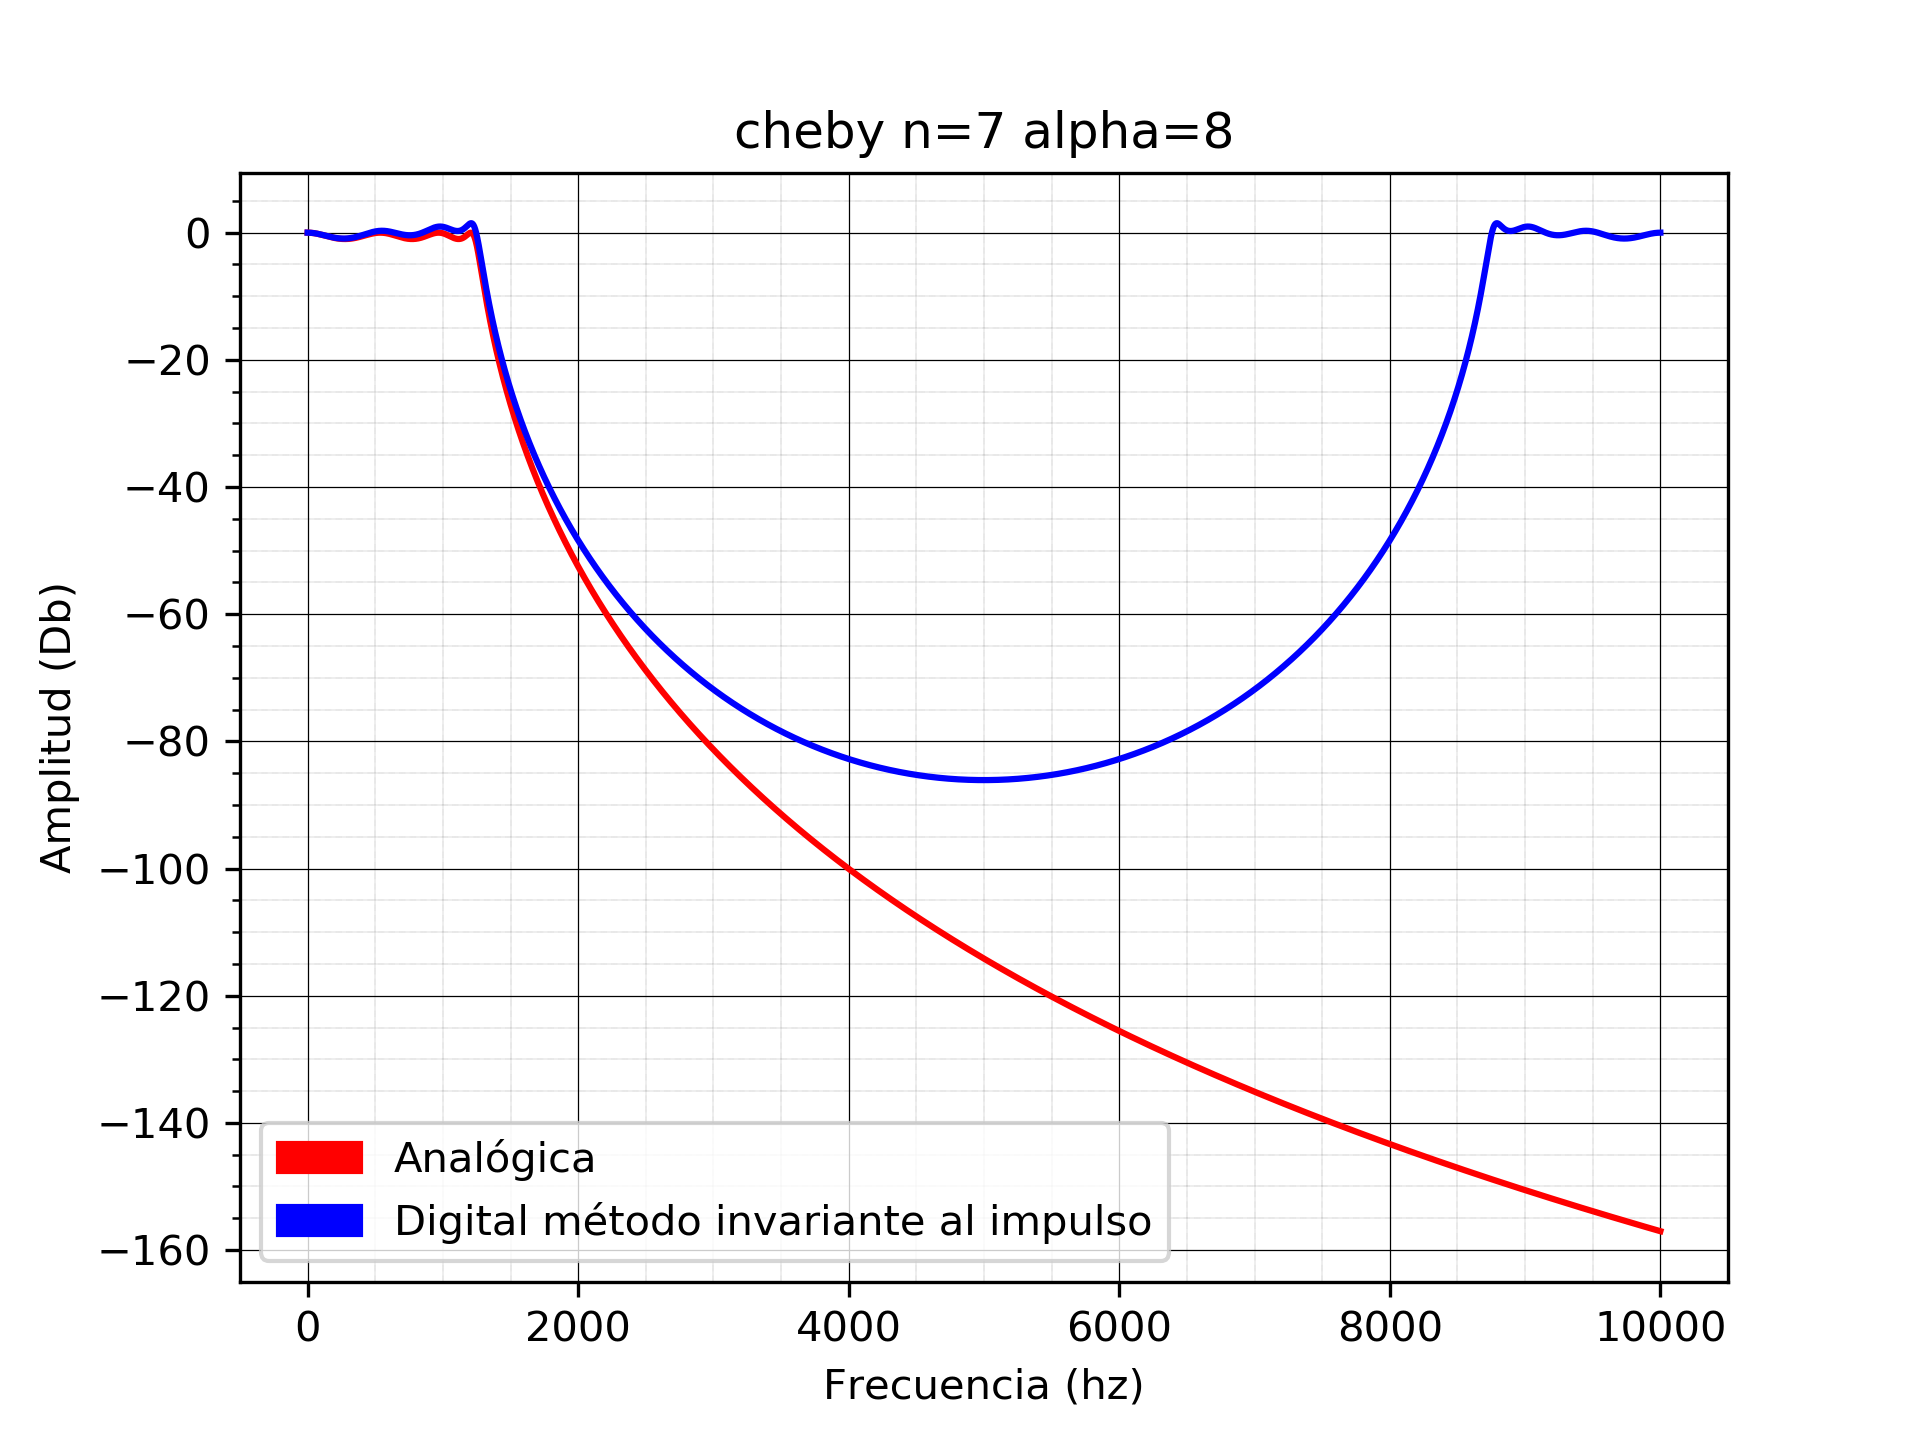 cheby n=7 alpha=8
Amplitud (Db)
0
−20
−40
−60
−80
−100
−120
−140
−160
Analógica
Digital método invariante al impulso
0 2000 4000 6000 8000 10000
Frecuencia (hz)